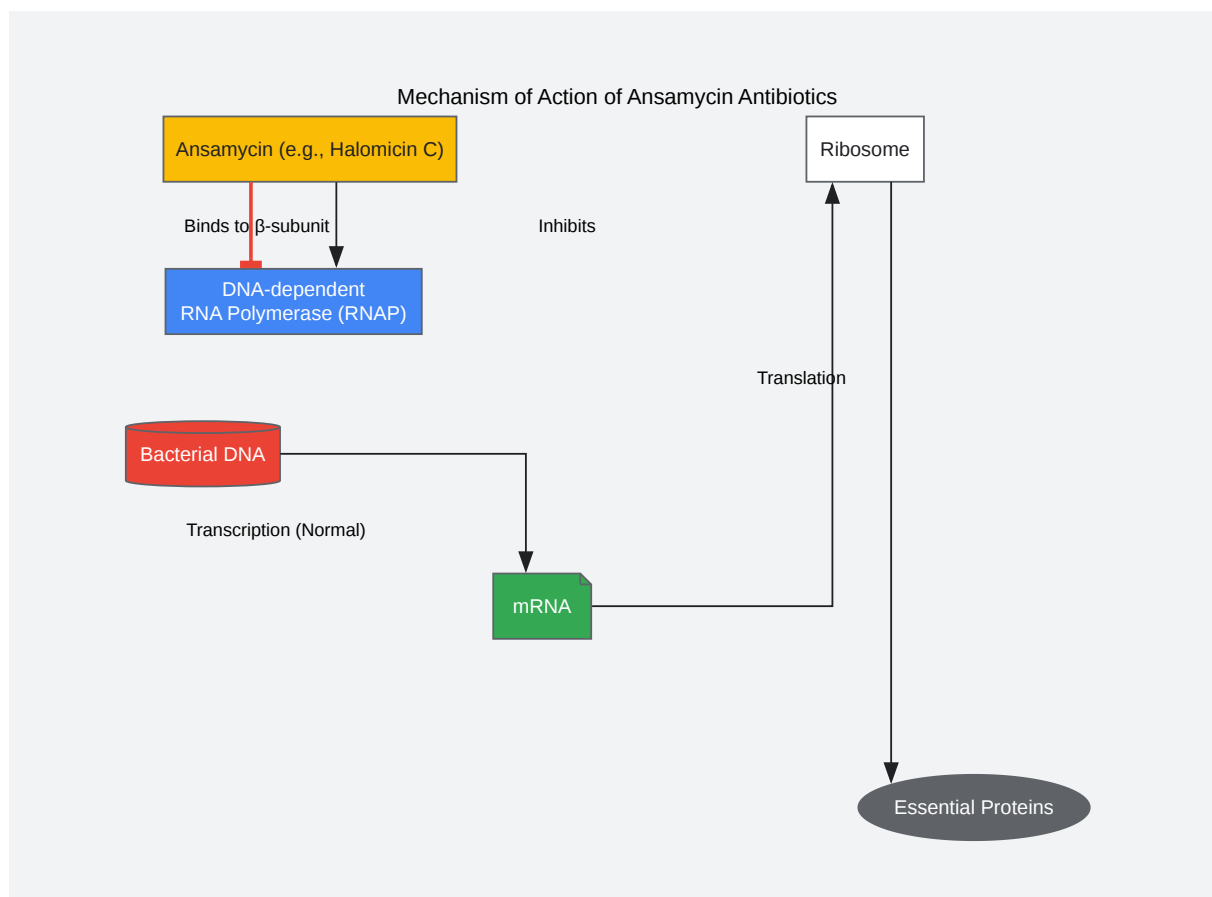 Mechanism of Action of Ansamycin Antibiotics
Ansamycin (e.g., Halomicin C)
Ribosome
Binds to β-subunit
Inhibits
DNA-dependent
RNA Polymerase (RNAP)
Translation
Bacterial DNA
Transcription (Normal)
mRNA
Essential Proteins